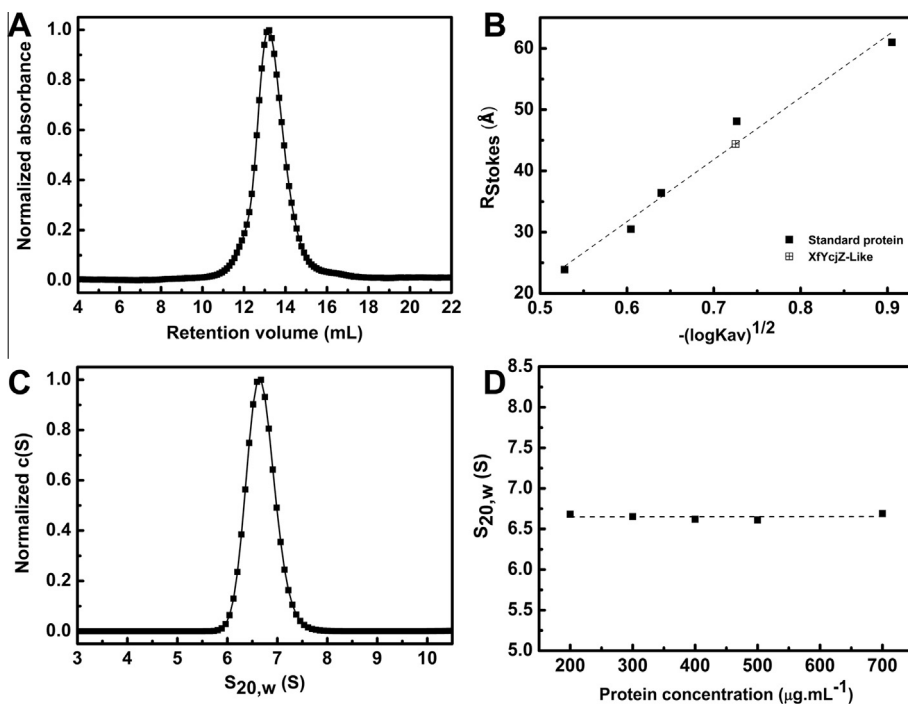 A
Normalized absorbance
1.0
0.8
0.6
0.4
0.2
0.0
4 6 8 10 12 14 16 18 20 22
Retention volume (mL)
B
RStokes (Å)
60
50
40
30
20
Standard protein
XfYcjZ-Like
0.5 0.6 0.7 0.8 0.9
-(logKav)1/2
C
Normalized c(S)
1.0
0.8
0.6
0.4
0.2
0.0
3 4 5 6 7 8 9 10
S20,w (S)
D
S20,w (S)
8.5
8.0
7.5
7.0
6.5
6.0
5.5
5.0
200 300 400 500 600 700
Protein concentration (μg.mL-1)